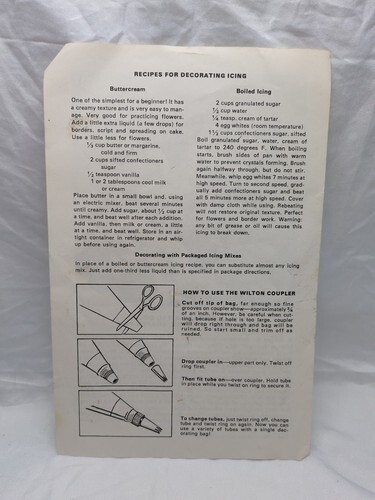 RECIPES FOR DECORATING ICING
Buttercream
One of the simplest for a beginner! It has
a creamy texture and is very easy to man-
age. Very good for practicing flowers.
Add a little extra liquid (a few drops) for
borders, script and spreading on cake.
Use a little less for flowers.
½ cup butter or margarine,
cold and firm
2 cups sifted confectioners
sugar
½ teaspoon vanilla
1 or 2 tablespoons cool milk
or cream
Place butter in a small bowl and, using
an electric mixer, beat several minutes
until creamy. Add sugar, about ½ cup at
a time, and beat well after each addition.
Add vanilla, then milk or cream, a little
at a time, and beat well. Store in an air-
tight container in refrigerator and whip
up before using again.
Boiled Icing
2 cups granulated sugar
½ cup water
¼ teasp. cream of tartar
4 egg whites (room temperature)
1½ cups confectioners sugar, sifted
Boil granulated sugar, water, cream of
tartar to 240 degrees F. When boiling
starts, brush sides of pan with warm
water to prevent crystals forming. Brush
again halfway through, but do not stir.
Meanwhile, whip egg whites 7 minutes at
high speed. Turn to second speed, grad-
ually add confectioners sugar and beat
all 5 minutes more at high speed. Cover
with damp cloth while using. Rebeating
will not restore original texture. Perfect
for flowers and border work. Warning:
any bit of grease or oil will cause this
icing to break down.
Decorating with Packaged Icing Mixes
In place of a boiled or buttercream icing recipe, you can substitute almost any icing
mix. Just add one-third less liquid than is specified in package directions.
HOW TO USE THE WILTON COUPLER
Cut off tip of bag, far enough so fine
grooves on coupler show—approximately ¾
of an inch. However, be careful when cut-
ting, because if hole is too large, coupler
will drop right through and bag will be
ruined. So start small and trim off as
needed.
Drop coupler in—upper part only. Twist off
ring first.
Then fit tube on—over coupler. Hold tube
in place while you twist on ring to secure it.
To change tubes, just twist ring off, change
tube and twist ring on again. Now you can
use a variety of tubes with a single dec-
orating bag!